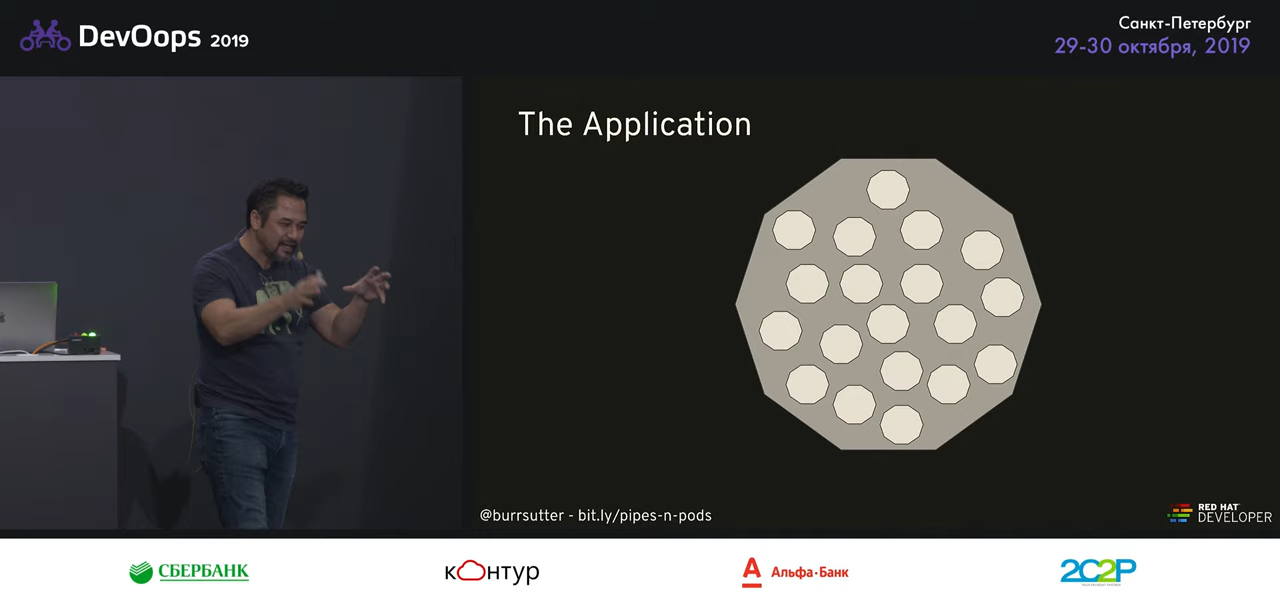 DevOops 2019
Санкт-Петербург
29-30 октября, 2019
The Application
@burrsutter - bit.ly/pipes-n-pods
RED HAT
DEVELOPER
СБЕРБАНК
контур
Альфа·Банк
2C2P